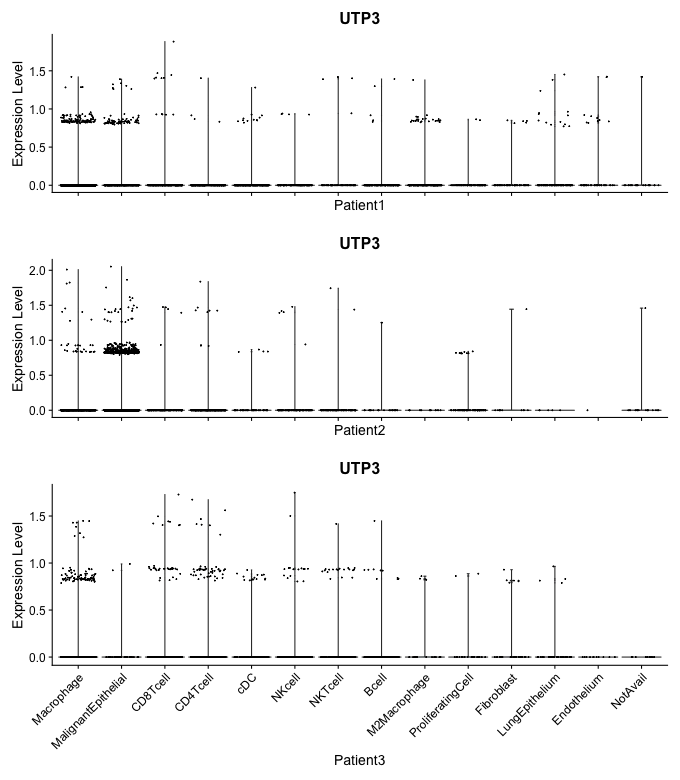 UTP3
Expression Level
1.5
1.0
0.5
0.0
Patient1
UTP3
Expression Level
2.0
1.5
1.0
0.5
0.0
Patient2
UTP3
Expression Level
1.5
1.0
0.5
0.0
Macrophage
MalignantEpithelial
CD8Tcell
CD4Tcell
cDC
NKcell
NKTcell
Bcell
M2Macrophage
ProliferatingCell
Fibroblast
LungEpithelium
Endothelium
NotAvail
Patient3